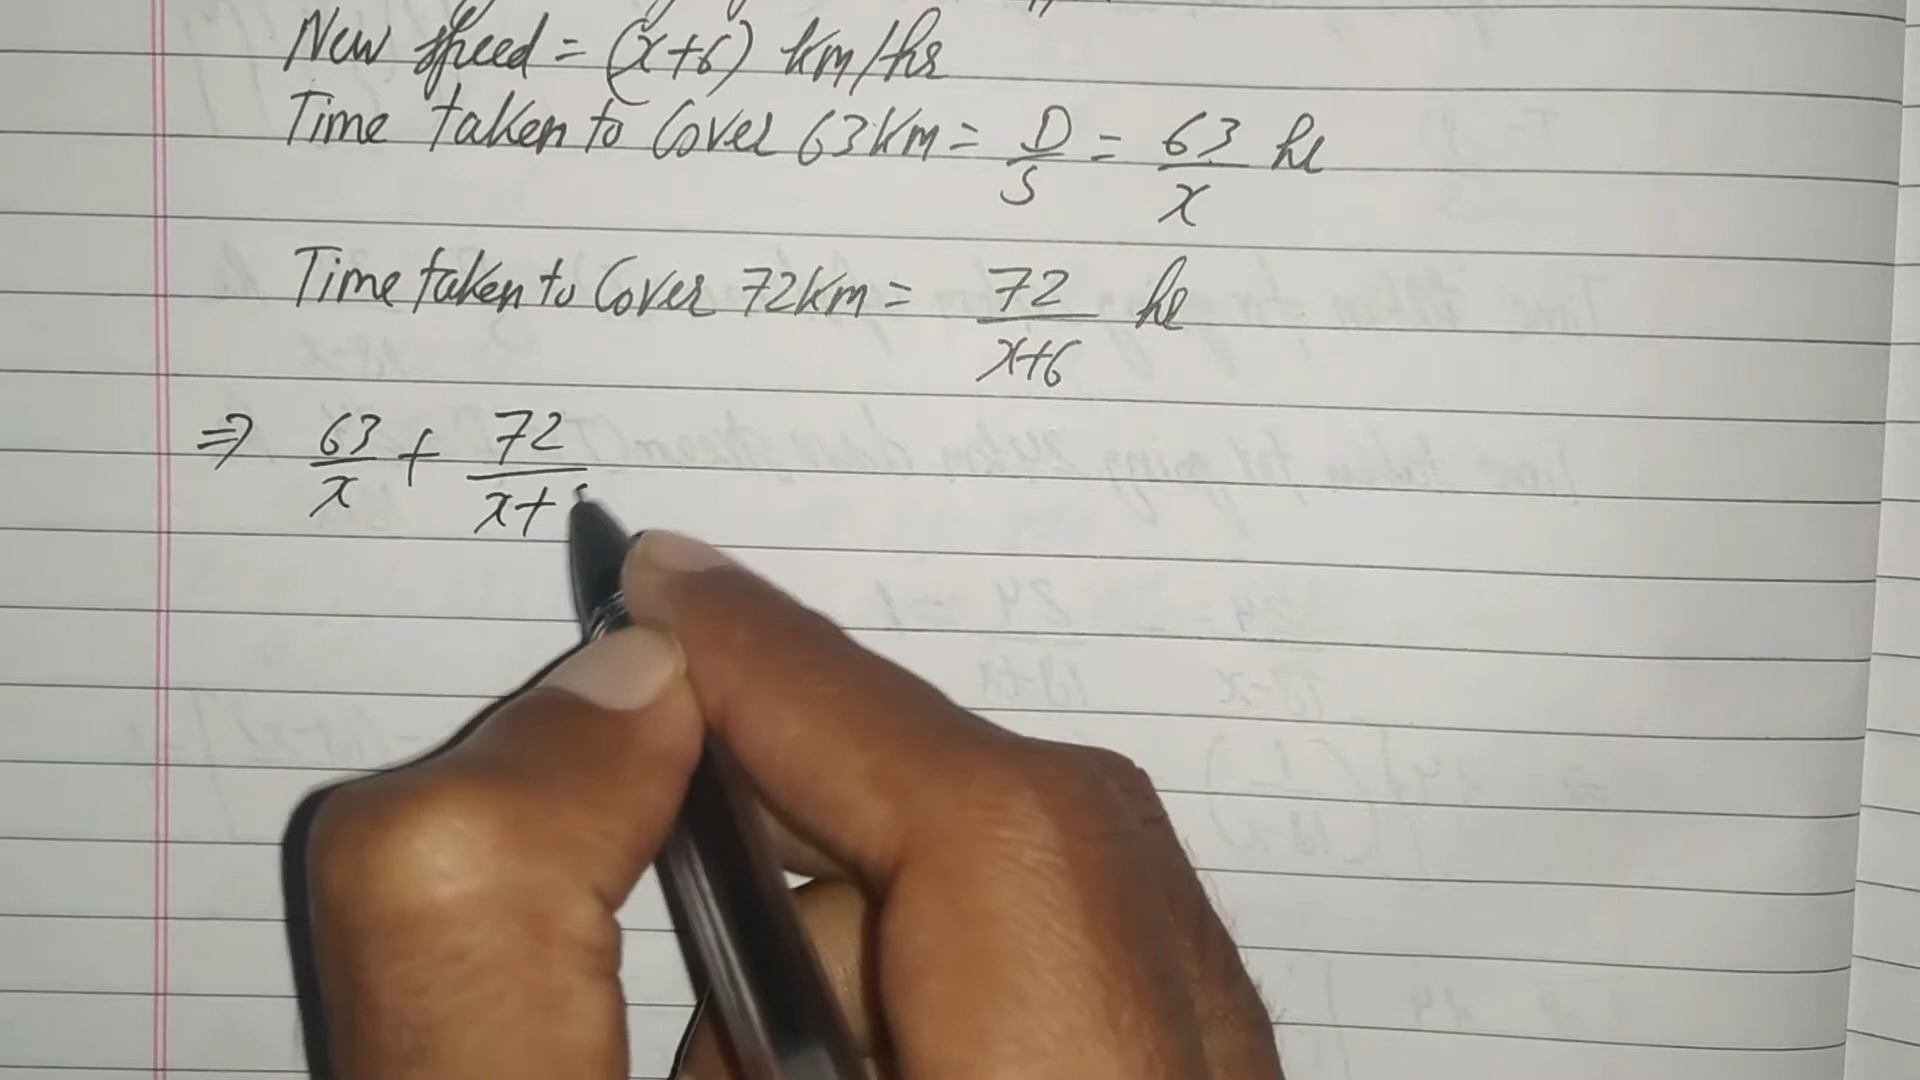 New speed = (x+6) km/hr
Time taken to Cover 63 Km = D/S = 63/x hr
Time taken to Cover 72 Km = 72/x+6 hr
⇒ 63/x + 72/x+